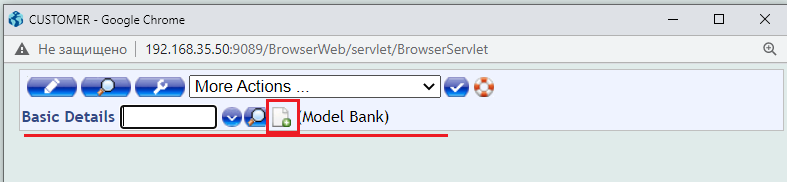 CUSTOMER - Google Chrome
Не защищено 192.168.35.50:9089/BrowserWeb/servlet/BrowserServlet
More Actions ...
Basic Details (Model Bank)